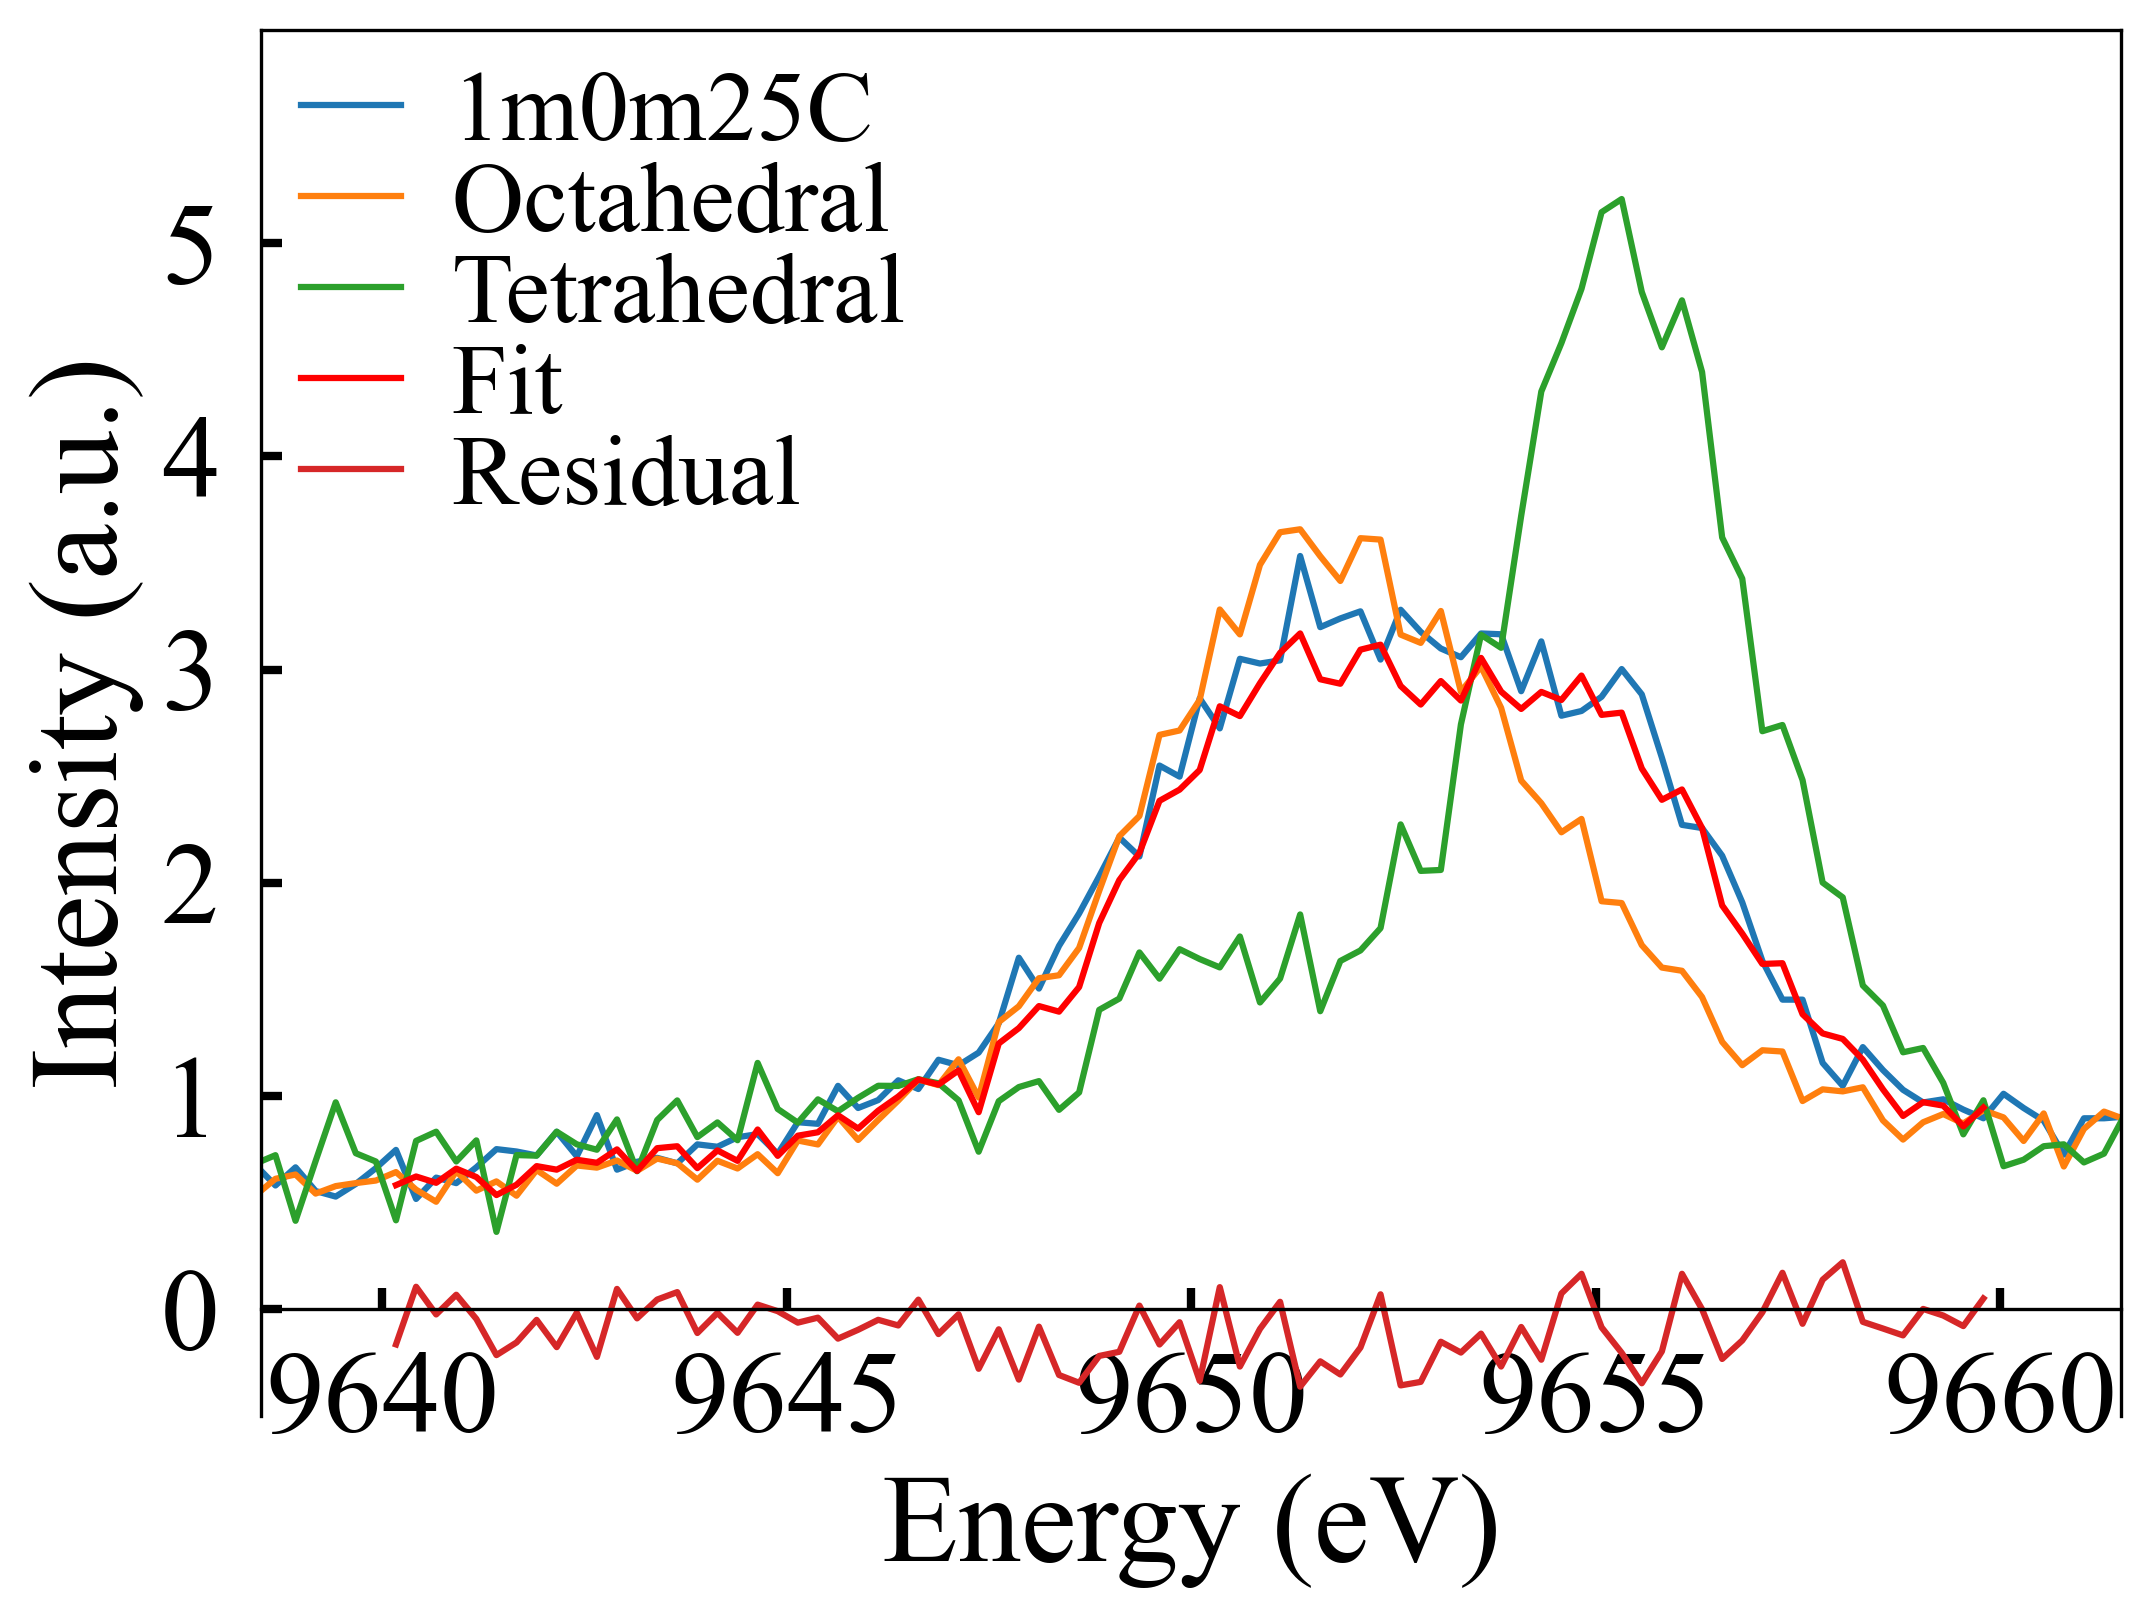 1m0m25C
Octahedral
Tetrahedral
Fit
Residual
5
4
3
2
1
0
Intensity (a.u.)
9640 9645 9650 9655 9660
Energy (eV)